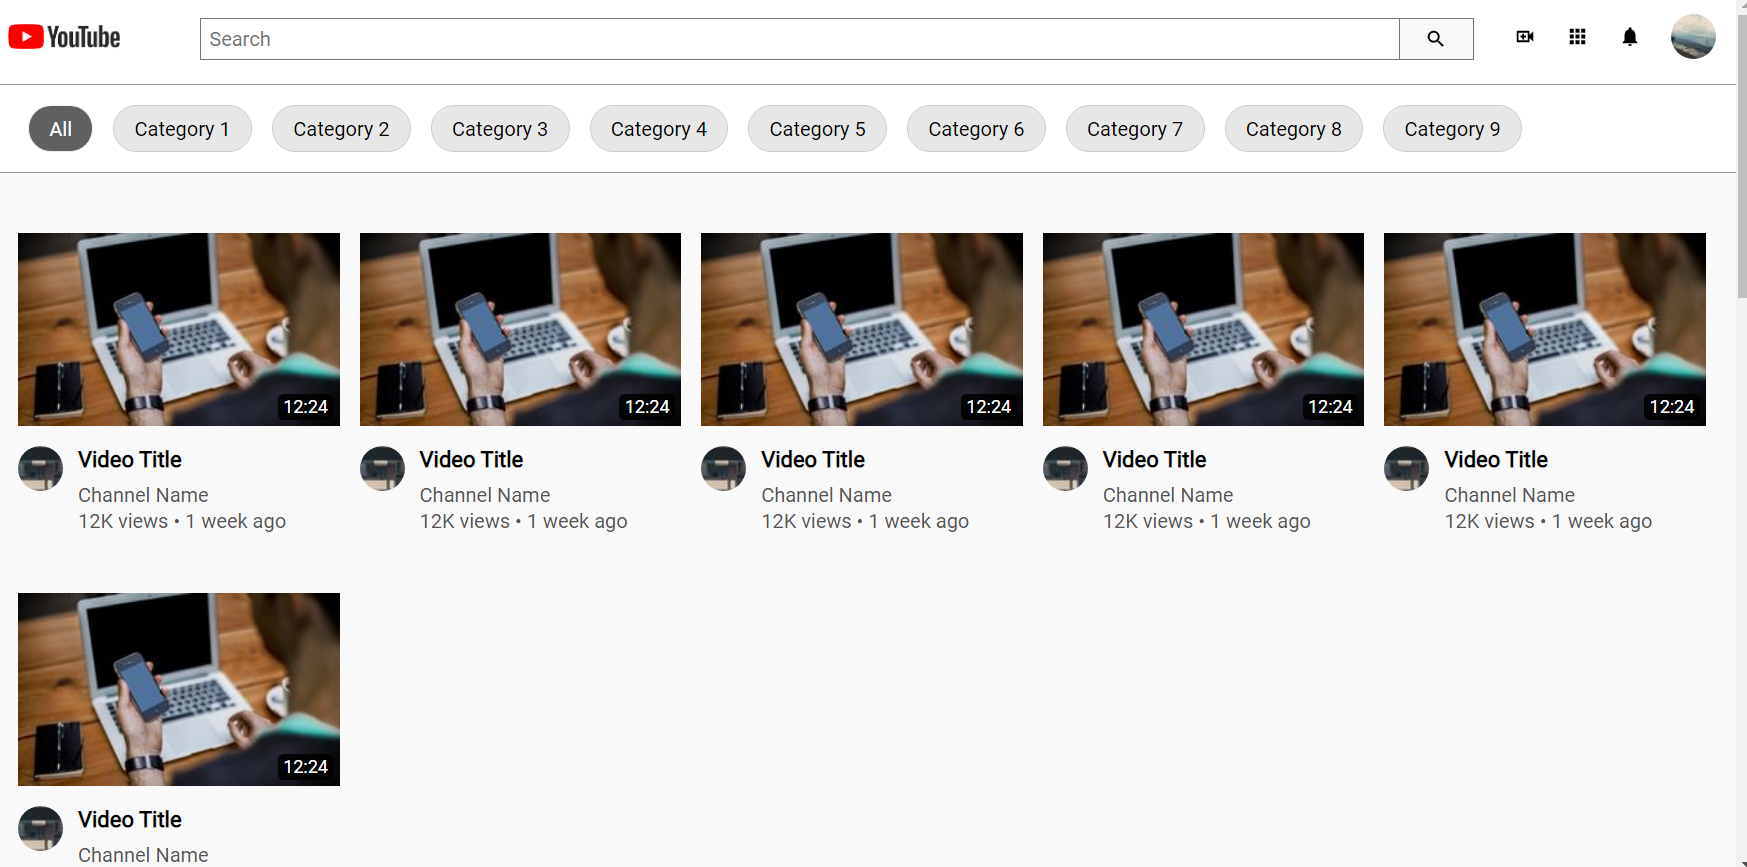 YouTube
Search
All
Category 1
Category 2
Category 3
Category 4
Category 5
Category 6
Category 7
Category 8
Category 9
12:24
12:24
12:24
12:24
12:24
Video Title
Channel Name
12K views • 1 week ago
Video Title
Channel Name
12K views • 1 week ago
Video Title
Channel Name
12K views • 1 week ago
Video Title
Channel Name
12K views • 1 week ago
Video Title
Channel Name
12K views • 1 week ago
12:24
Video Title
Channel Name